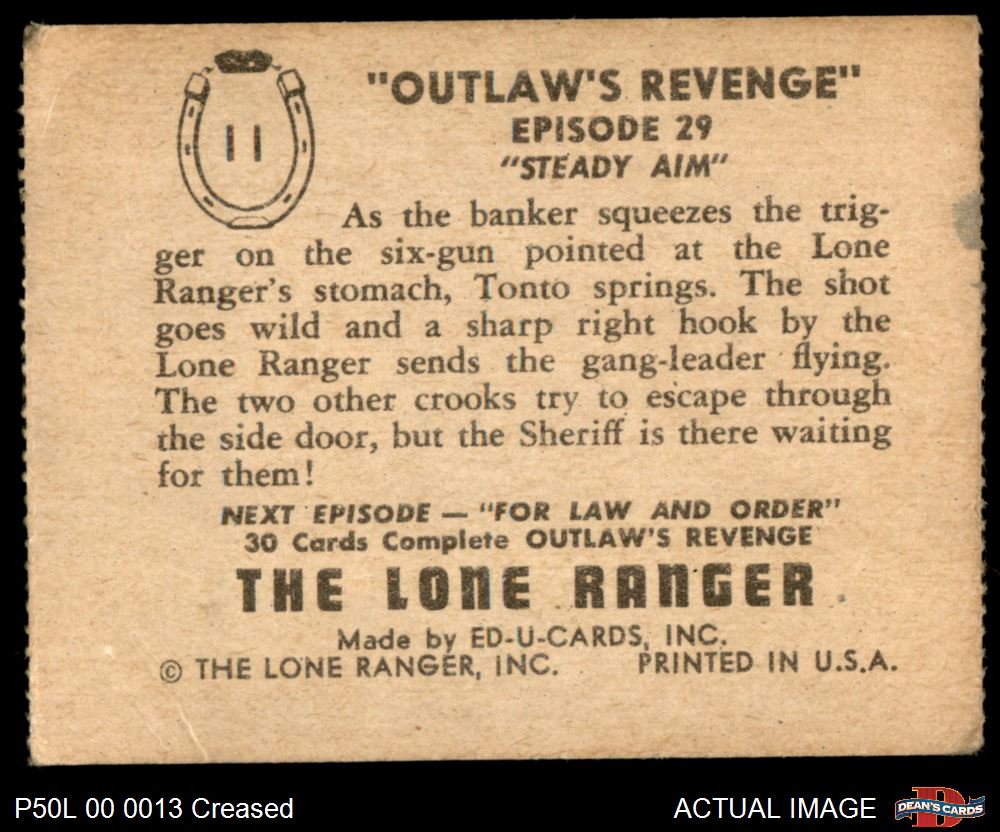 11
"OUTLAW'S REVENGE"
EPISODE 29
"STEADY AIM"
As the banker squeezes the trig-
ger on the six-gun pointed at the Lone
Ranger's stomach, Tonto springs. The shot
goes wild and a sharp right hook by the
Lone Ranger sends the gang-leader flying.
The two other crooks try to escape through
the side door, but the Sheriff is there waiting
for them!
NEXT EPISODE — "FOR LAW AND ORDER"
30 Cards Complete OUTLAW'S REVENGE
THE LONE RANGER
Made by ED-U-CARDS, INC.
© THE LONE RANGER, INC. PRINTED IN U.S.A.
P50L 00 0013 Creased
ACTUAL IMAGE
DEAN'S CARDS